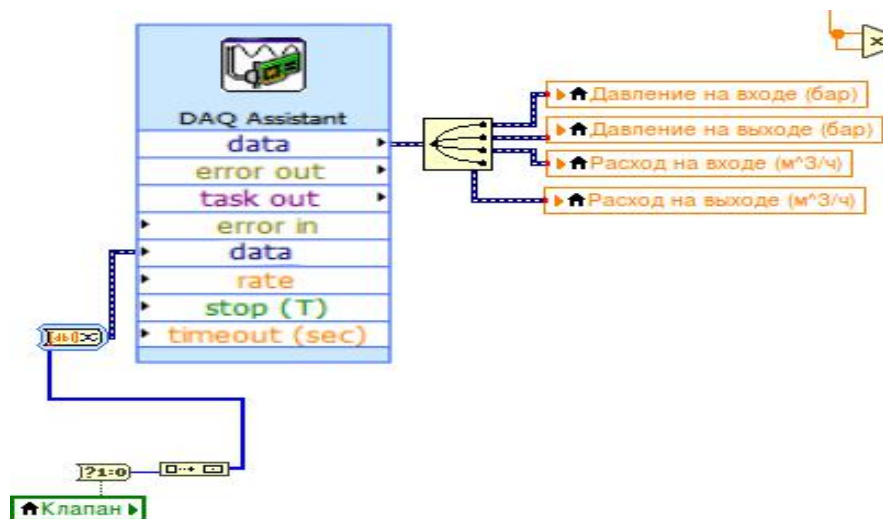 x
DAQ Assistant
data
error out
task out
error in
data
rate
stop (T)
timeout (sec)
Давление на входе (бар)
Давление на выходе (бар)
Расход на входе (м^3/ч)
Расход на выходе (м^3/ч)
?1:0
Клапан